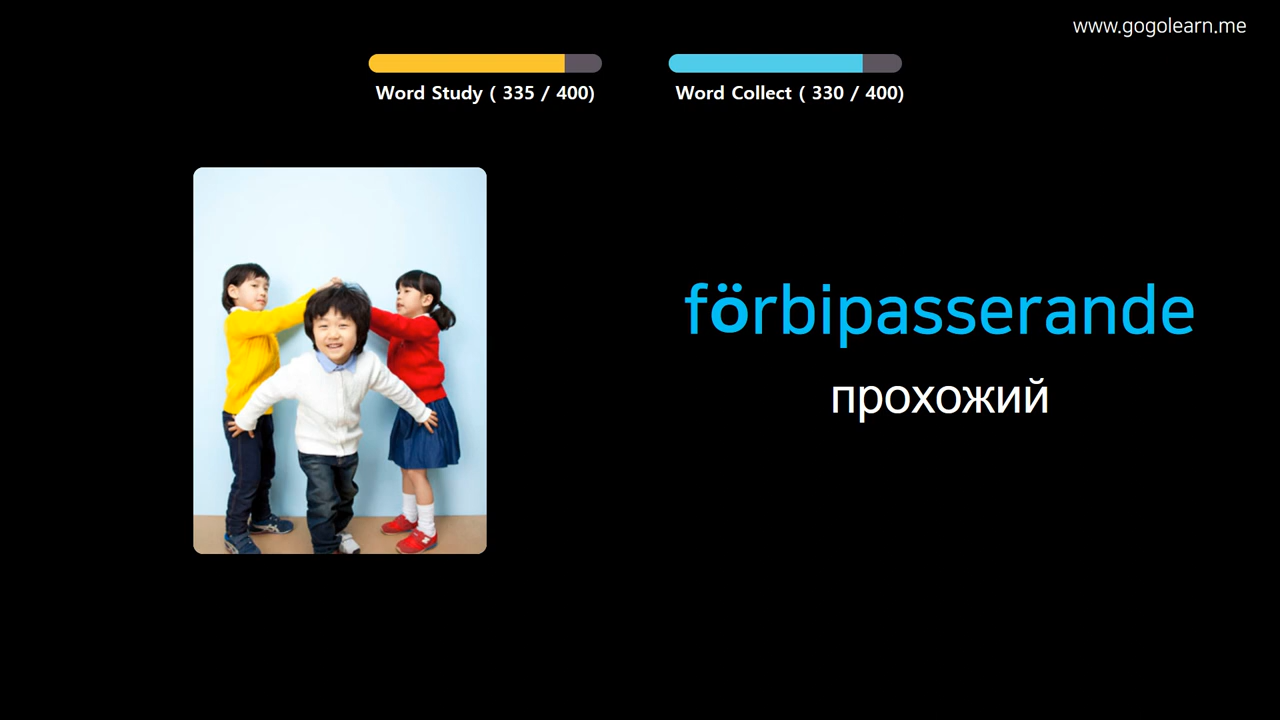 www.gogolearn.me
Word Study ( 335 / 400)
Word Collect ( 330 / 400)
förbipasserande
прохожий